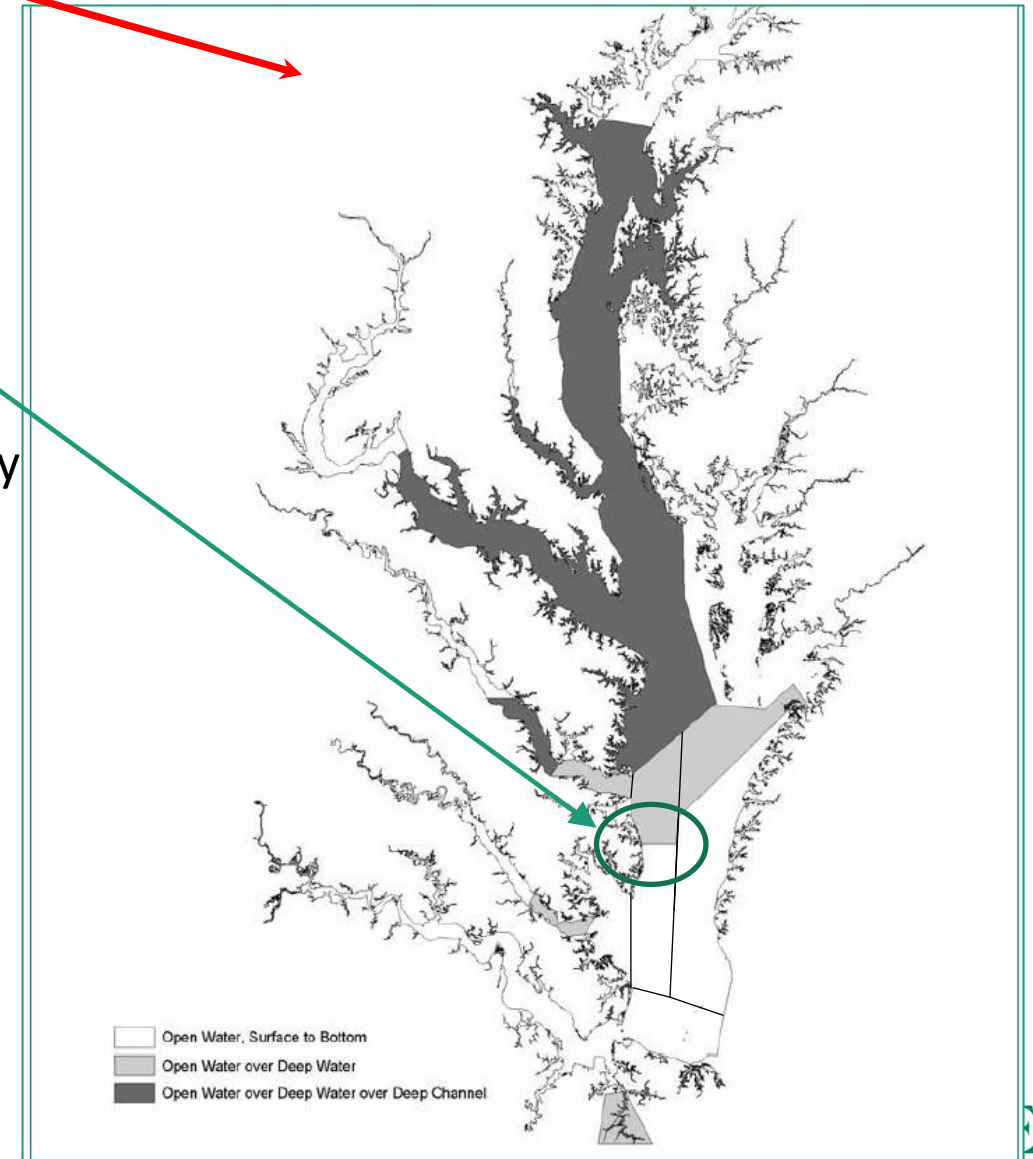 y
Open Water, Surface to Bottom
Open Water over Deep Water
Open Water over Deep Water over Deep Channel